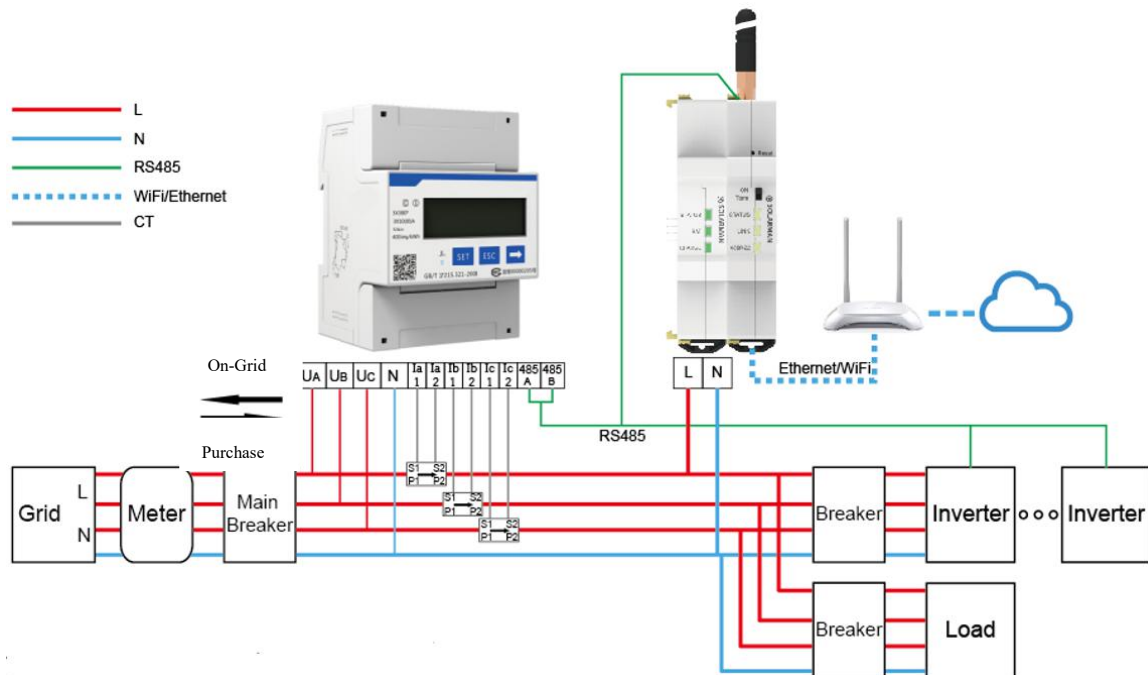 L
N
RS485
WiFi/Ethernet
CT
SET
ESC
Reset
SOLARMAN
SOLARMAN
On-Grid
Purchase
UA UB UC N Ia 1 Ia 2 Ib 1 Ib 2 Ic 1 Ic 2 485 A 485 B
L N
Ethernet/WiFi
RS485
S1 S2
P1 P2
S1 S2
P1 P2
S1 S2
P1 P2
Grid
L
N
Meter
Main
Breaker
Breaker
Inverter
Inverter
Breaker
Load